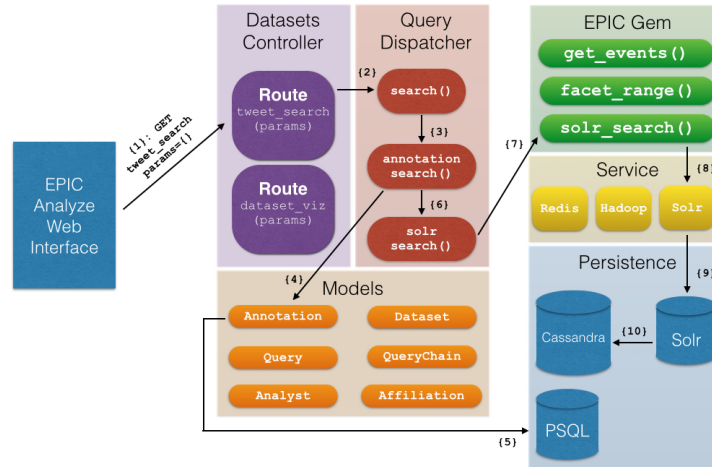 Datasets
Controller
Query
Dispatcher
EPIC Gem
{1}: GET
tweet_search
params={}
EPIC
Analyze
Web
Interface
Route
tweet_search
(params)
Route
dataset_viz
(params)
{2}
search()
{3}
annotation
search()
{6}
solr
search()
{7}
get_events()
facet_range()
solr_search()
{8}
Service
Redis
Hadoop
Solr
{9}
Persistence
Cassandra
{10}
Solr
PSQL
{4}
Models
Annotation
Dataset
Query
QueryChain
Analyst
Affiliation
{5}